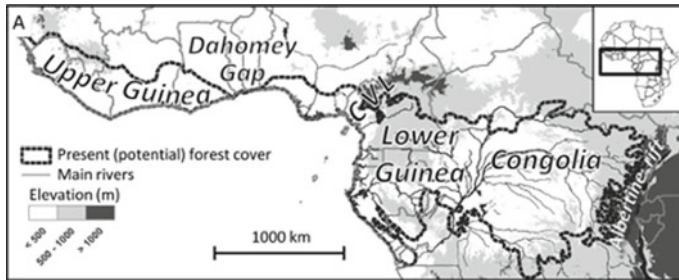 A
Dahomey
Gap
Upper Guinea
CVL
Lower
Guinea
Congolia
Albertine rift
Present (potential) forest cover
Main rivers
Elevation (m)
< 500
500 - 1000
> 1000
1000 km